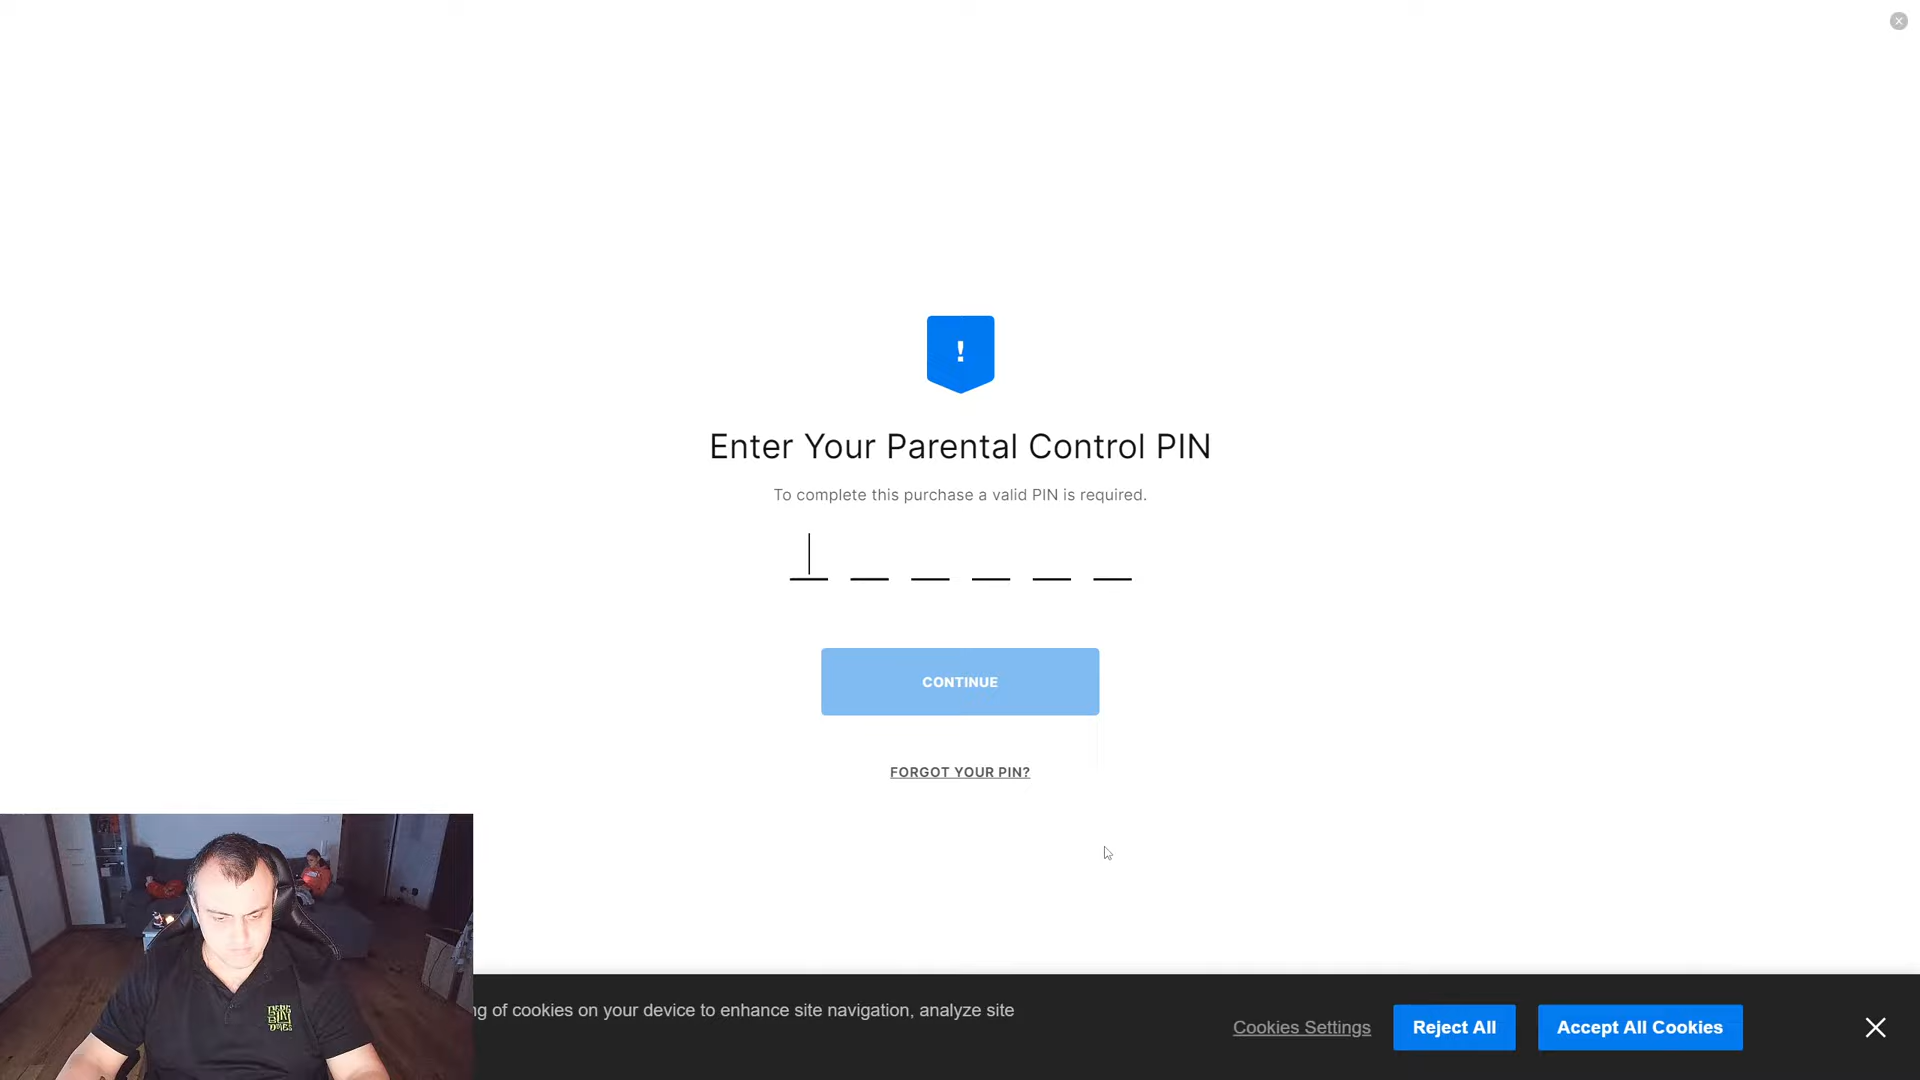 !
Enter Your Parental Control PIN
To complete this purchase a valid PIN is required.
CONTINUE
FORGOT YOUR PIN?
g of cookies on your device to enhance site navigation, analyze site
Cookies Settings
Reject All
Accept All Cookies